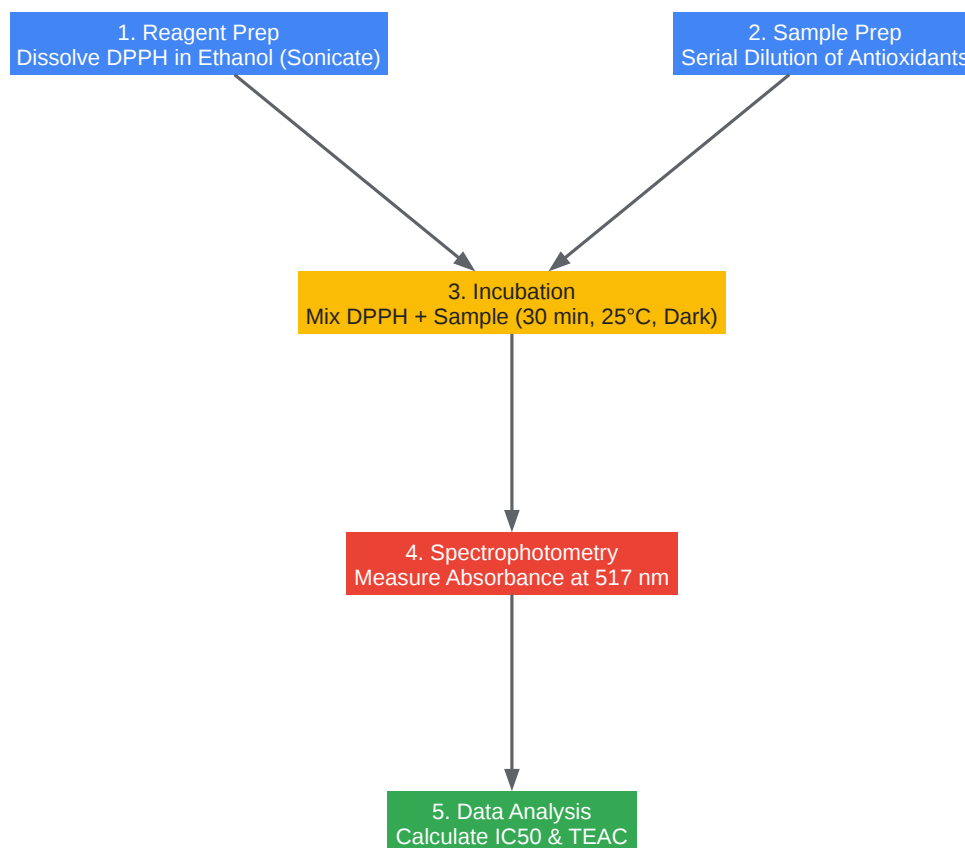 1. Reagent Prep
Dissolve DPPH in Ethanol (Sonicate)
2. Sample Prep
Serial Dilution of Antioxidants
3. Incubation
Mix DPPH + Sample (30 min, 25°C, Dark)
4. Spectrophotometry
Measure Absorbance at 517 nm
5. Data Analysis
Calculate IC50 & TEAC